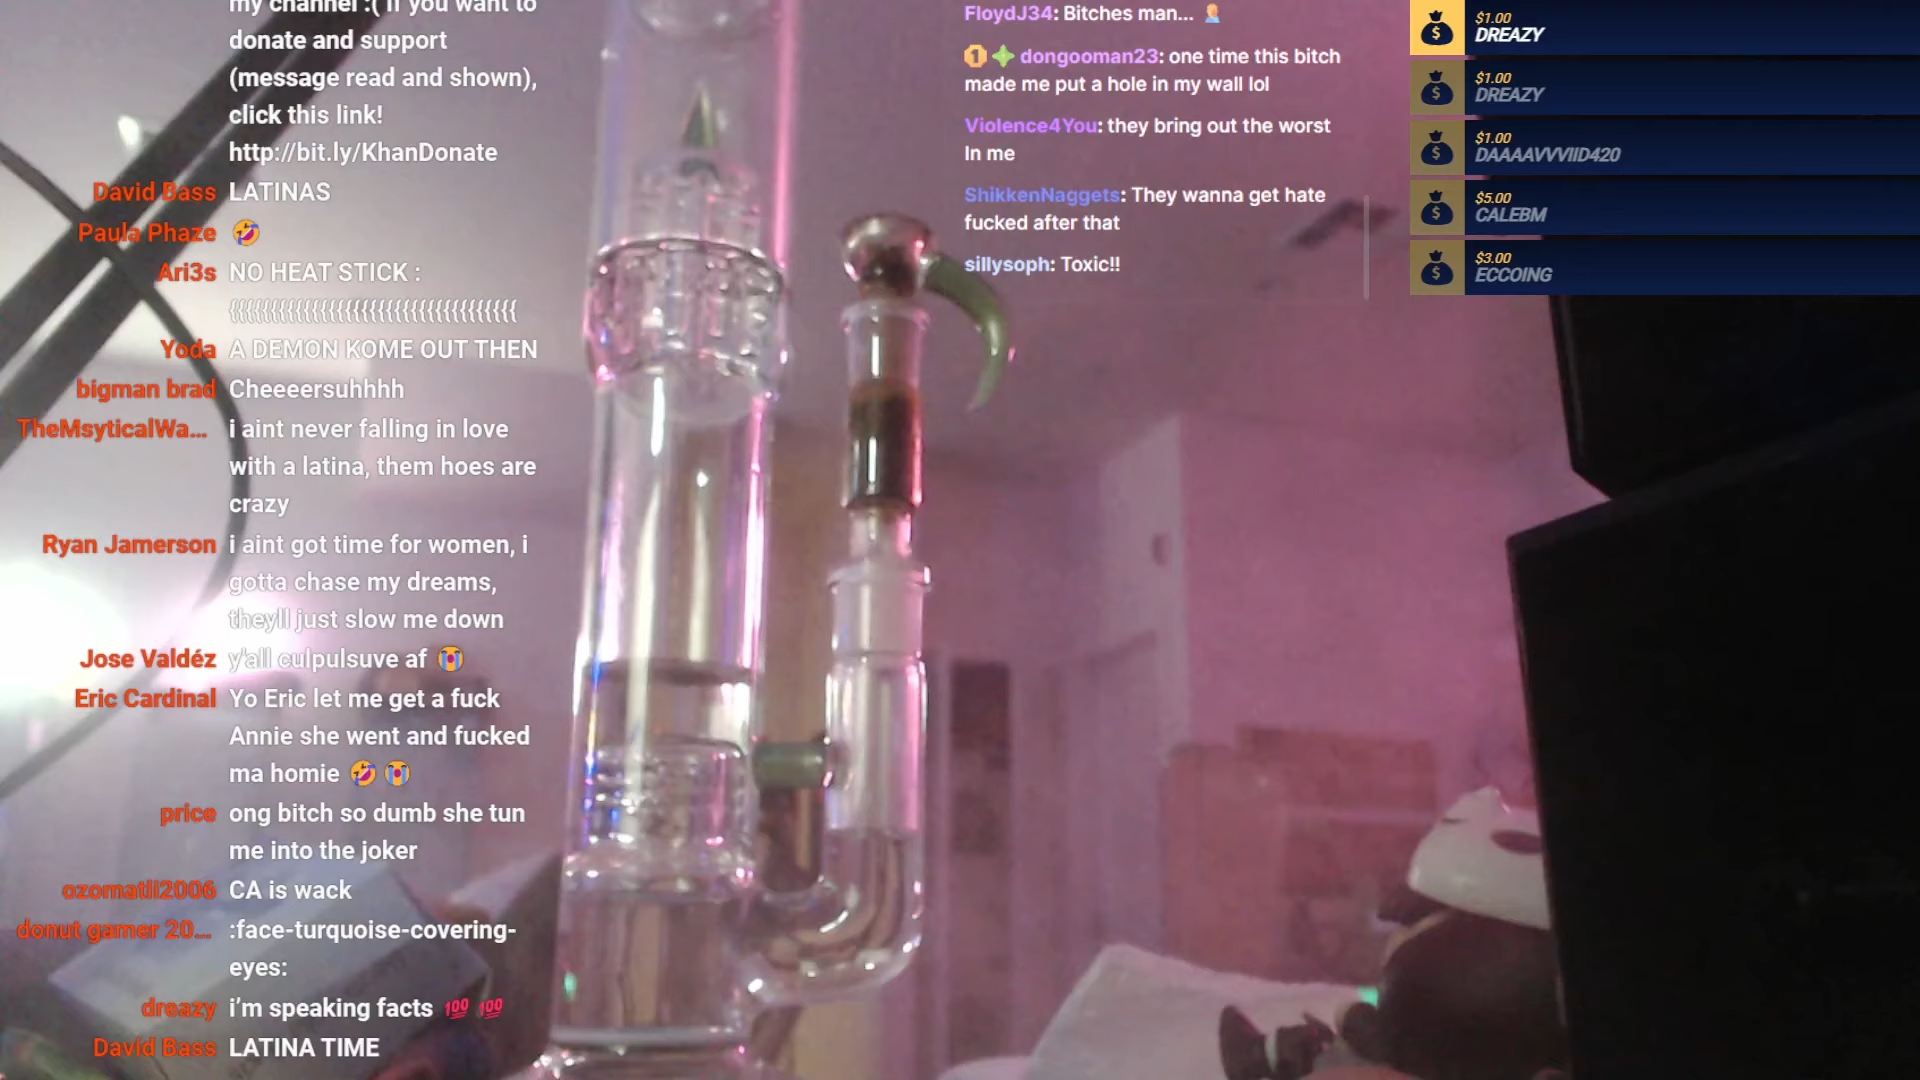 my channel :( if you want to
donate and support
(message read and shown),
click this link!
http://bit.ly/KhanDonate
David Bass LATINAS
Paula Phaze 🤣
Ari3s NO HEAT STICK :
{{{{{{{{{{{{{{{{{{{{{{{{{{{{{{{{{{
Yoda A DEMON KOME OUT THEN
bigman brad Cheeeersuhhhh
TheMsyticalWa... i aint never falling in love
with a latina, them hoes are
crazy
Ryan Jamerson i aint got time for women, i
gotta chase my dreams,
theyll just slow me down
Jose Valdéz y'all culpulsuve af 😭
Eric Cardinal Yo Eric let me get a fuck
Annie she went and fucked
ma homie 🤣 😭
price ong bitch so dumb she tun
me into the joker
ozomatli2006 CA is wack
donut gamer 20... :face-turquoise-covering-
eyes:
dreazy i'm speaking facts 💯 💯
David Bass LATINA TIME
FloydJ34: Bitches man... 🤦🏼
1 dongooman23: one time this bitch
made me put a hole in my wall lol
Violence4You: they bring out the worst
In me
ShikkenNaggets: They wanna get hate
fucked after that
sillysoph: Toxic!!
$1.00
DREAZY
$1.00
DREAZY
$1.00
DAAAAVVVIID420
$5.00
CALEBM
$3.00
ECCOING